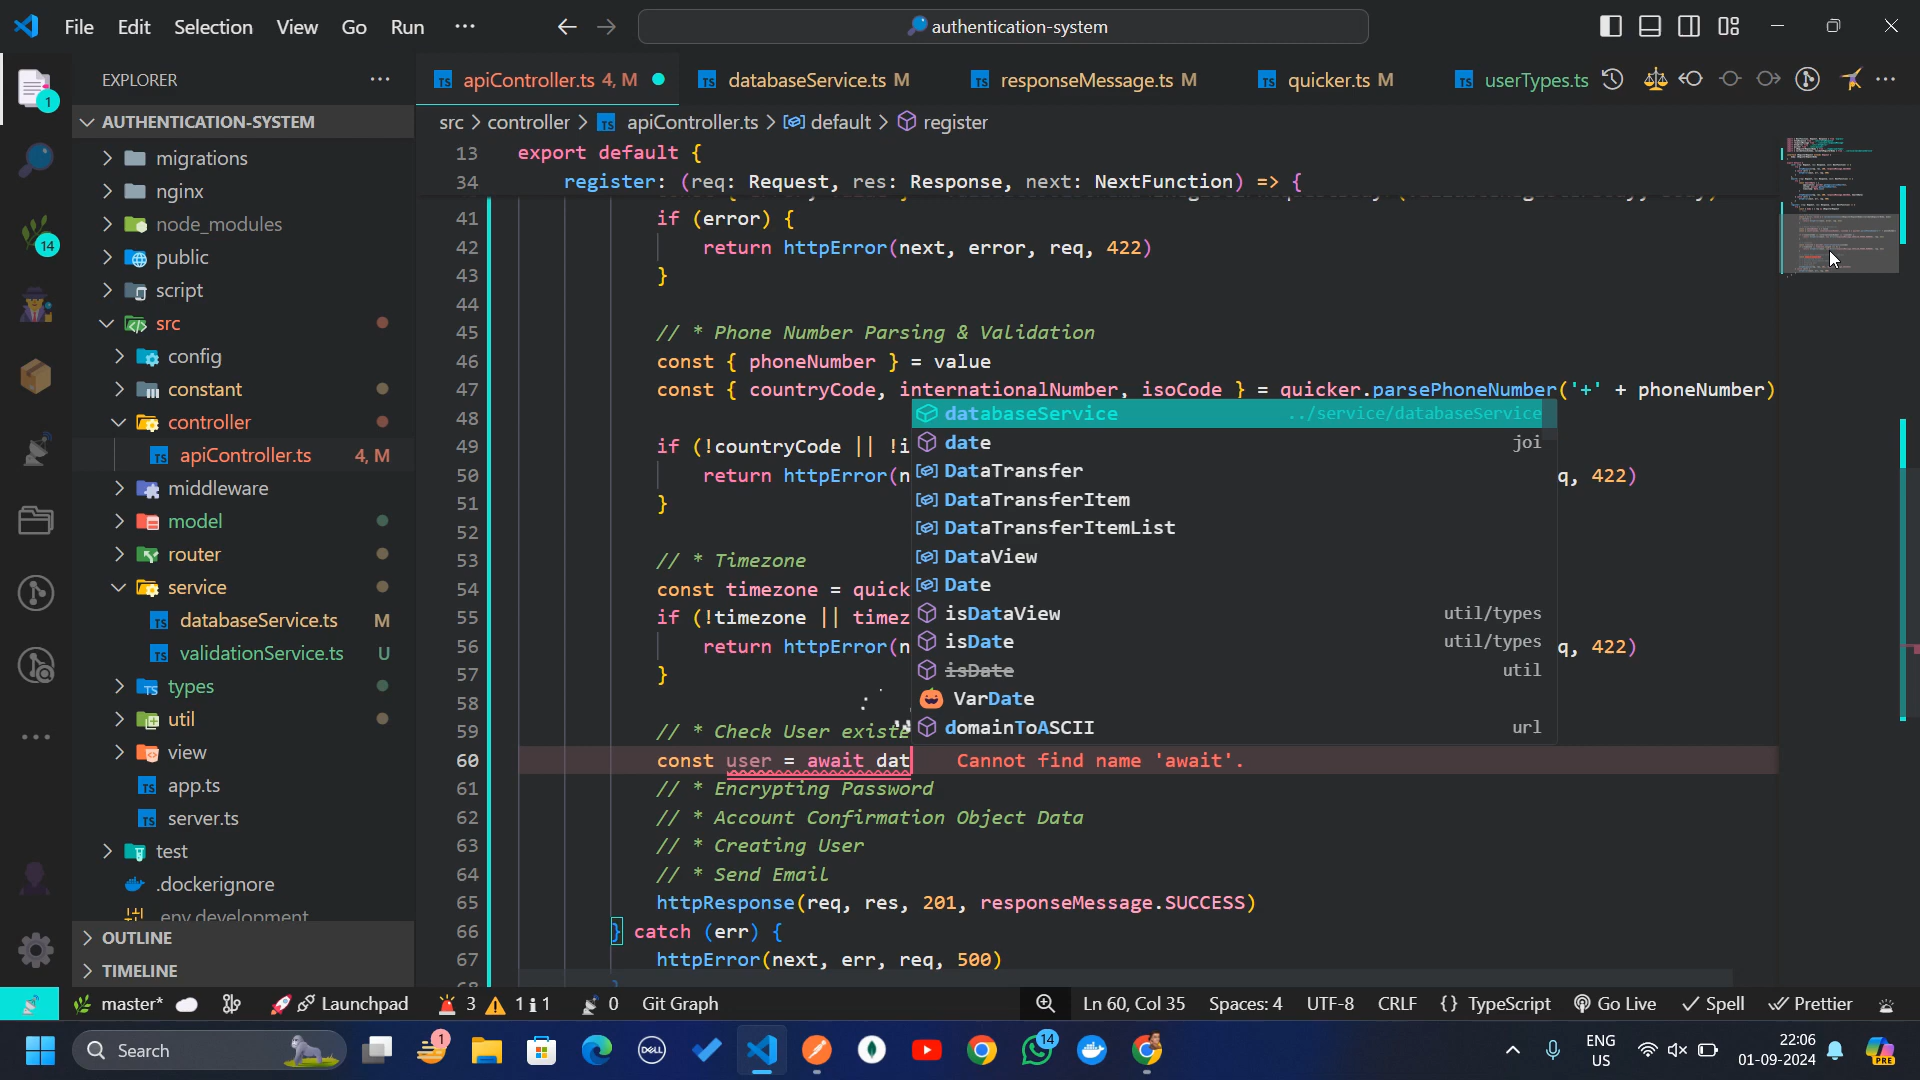 File Edit Selection View Go Run ···
authentication-system
EXPLORER
AUTHENTICATION-SYSTEM
migrations
nginx
node_modules
public
script
src
config
constant
controller
apiController.ts 4, M
middleware
model
router
service
databaseService.ts M
validationService.ts U
types
util
view
app.ts
server.ts
test
.dockerignore
.env.development
OUTLINE
TIMELINE
1
14
apiController.ts 4, M
databaseService.ts M
responseMessage.ts M
quicker.ts M
userTypes.ts
src > controller > apiController.ts > default > register
13 export default {
34 register: (req: Request, res: Response, next: NextFunction) => {
41 if (error) {
42 return httpError(next, error, req, 422)
43 }
44
45 // * Phone Number Parsing & Validation
46 const { phoneNumber } = value
47 const { countryCode, internationalNumber, isoCode } = quicker.parsePhoneNumber('+' + phoneNumber)
48
49 if (!countryCode || !i
50 return httpError(n q, 422)
51 }
52
53 // * Timezone
54 const timezone = quick
55 if (!timezone || timez
56 return httpError(n q, 422)
57 }
58
59 // * Check User existe
60 const user = await dat Cannot find name 'await'.
61 // * Encrypting Password
62 // * Account Confirmation Object Data
63 // * Creating User
64 // * Send Email
65 httpResponse(req, res, 201, responseMessage.SUCCESS)
66 } catch (err) {
67 httpError(next, err, req, 500)
68 }
databaseService ../service/databaseService
date joi
DataTransfer
DataTransferItem
DataTransferItemList
DataView
Date
isDataView util/types
isDate util/types
isDate util
VarDate
domainToASCII url
master* Launchpad 3 1 1 0 Git Graph
Ln 60, Col 35 Spaces: 4 UTF-8 CRLF {} TypeScript Go Live Spell Prettier
Search
1
DELL
14
ENG
US
22:06
01-09-2024
PRE